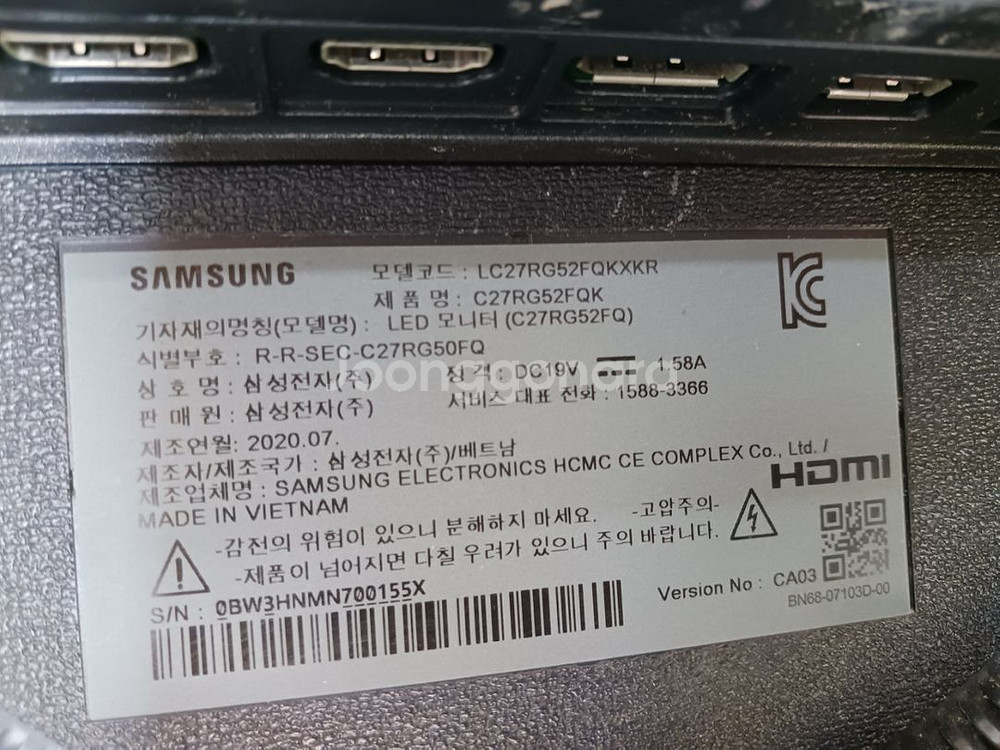 SAMSUNG
모델코드 : LC27RG52FQKXKR
제 품 명 : C27RG52FQK
기자재의명칭(모델명) : LED 모니터 (C27RG52FQ)
식별부호 : R-R-SEC-C27RG50FQ
상 호 명 : 삼성전자(주) 정 격 : DC19V 1.58A
판 매 원 : 삼성전자(주) 서비스 대표 전화 : 1588-3366
제조연월: 2020.07.
제조자/제조국가 : 삼성전자(주)/베트남
제조업체명 : SAMSUNG ELECTRONICS HCMC CE COMPLEX Co., Ltd. /
MADE IN VIETNAM
HDMI
-감전의 위험이 있으니 분해하지 마세요. -고압주의-
-제품이 넘어지면 다칠 우려가 있으니 주의 바랍니다.
S/N : 0BW3HNMN700155X
Version No : CA03
BN68-07103D-00